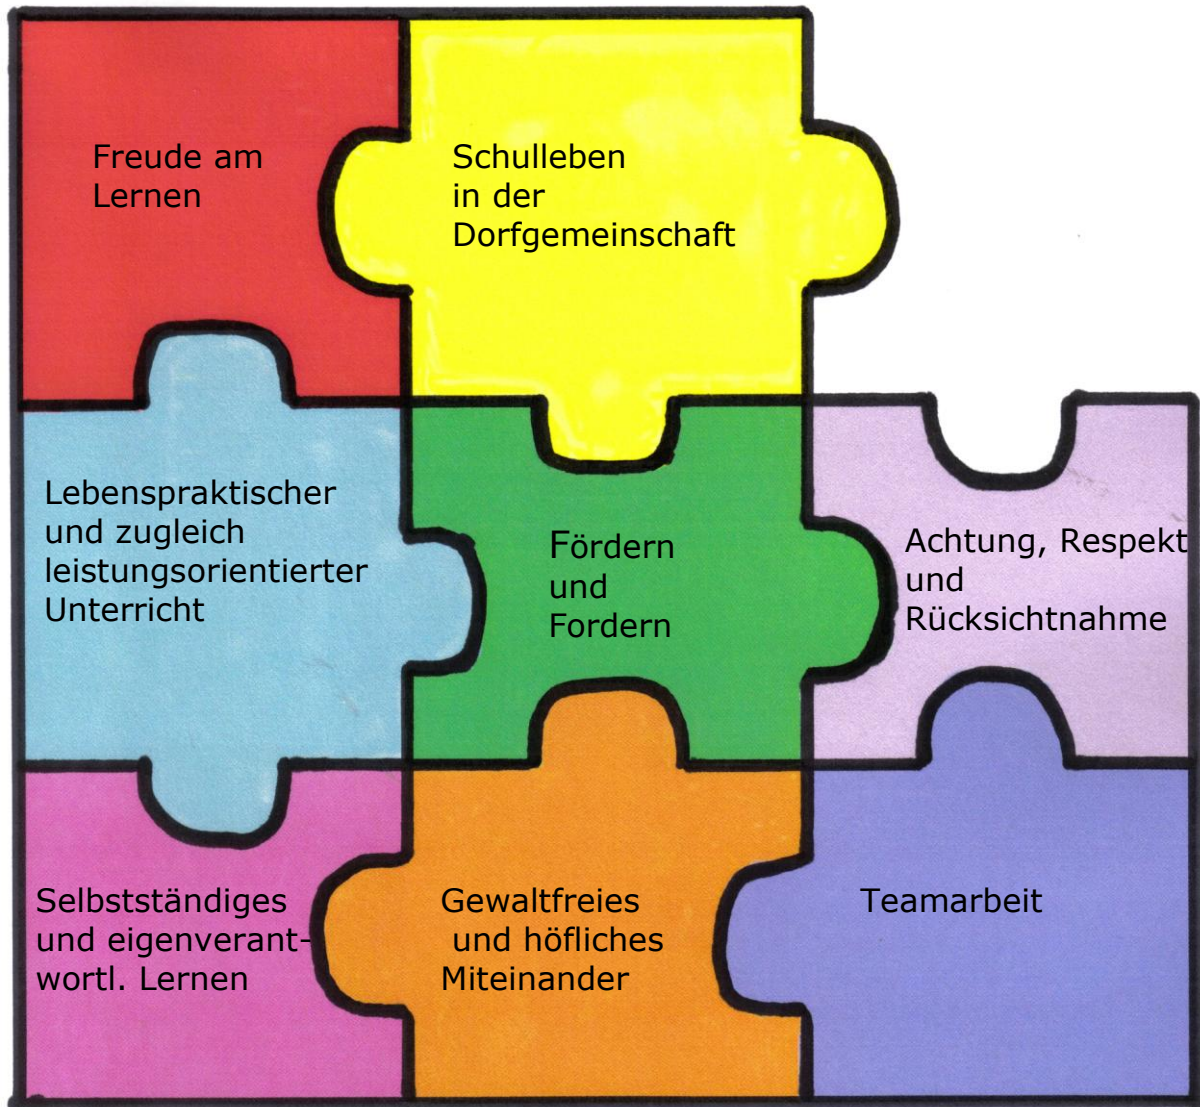 Freude am
Lernen
Schulleben
in der
Dorfgemeinschaft
Lebenspraktischer
und zugleich
leistungsorientierter
Unterricht
Fördern
und
Fordern
Achtung, Respekt
und
Rücksichtnahme
Selbstständiges
und eigenverant-
wortl. Lernen
Gewaltfreies
und höfliches
Miteinander
Teamarbeit